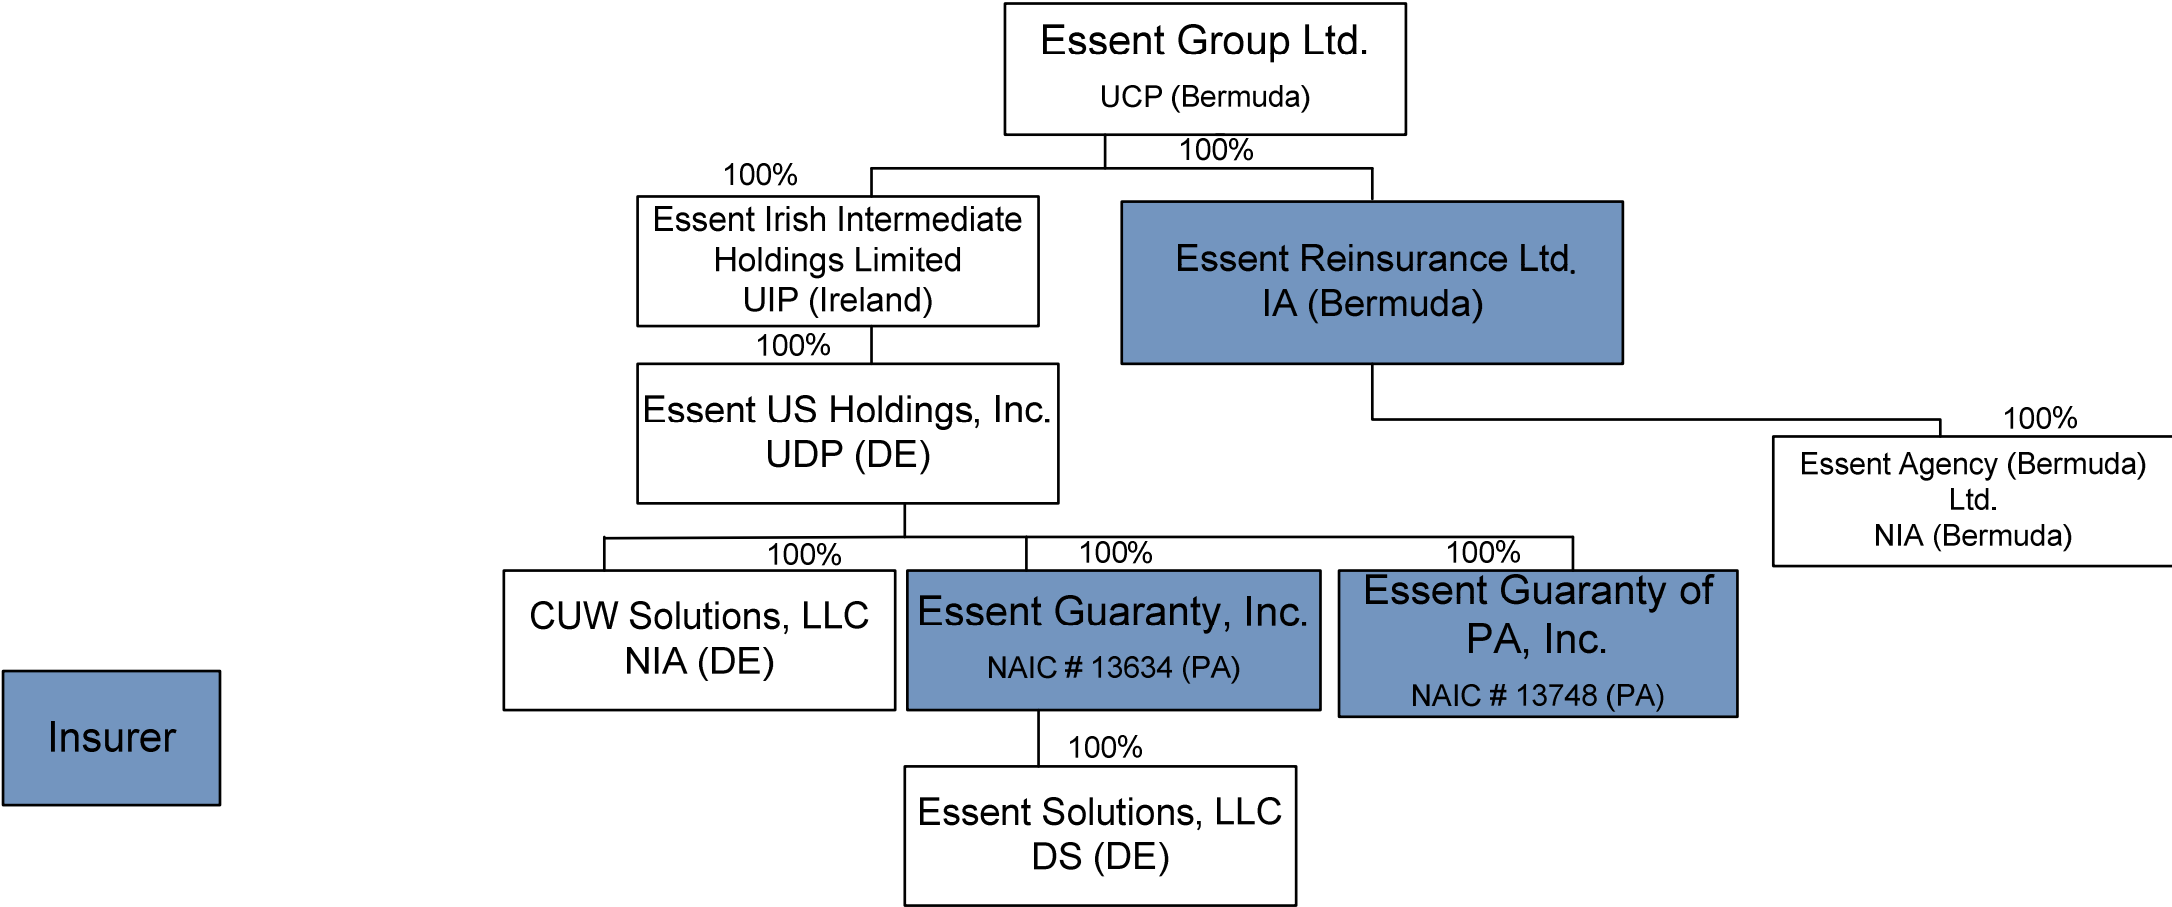 Essent Group Ltd.
UCP (Bermuda)
100%
100%
Essent Irish Intermediate
Holdings Limited
UIP (Ireland)
Essent Reinsurance Ltd.
IA (Bermuda)
100%
Essent US Holdings, Inc.
UDP (DE)
100%
Essent Agency (Bermuda)
Ltd.
NIA (Bermuda)
100%
100%
100%
CUW Solutions, LLC
NIA (DE)
Essent Guaranty, Inc.
NAIC # 13634 (PA)
Essent Guaranty of
PA, Inc.
NAIC # 13748 (PA)
Insurer
100%
Essent Solutions, LLC
DS (DE)